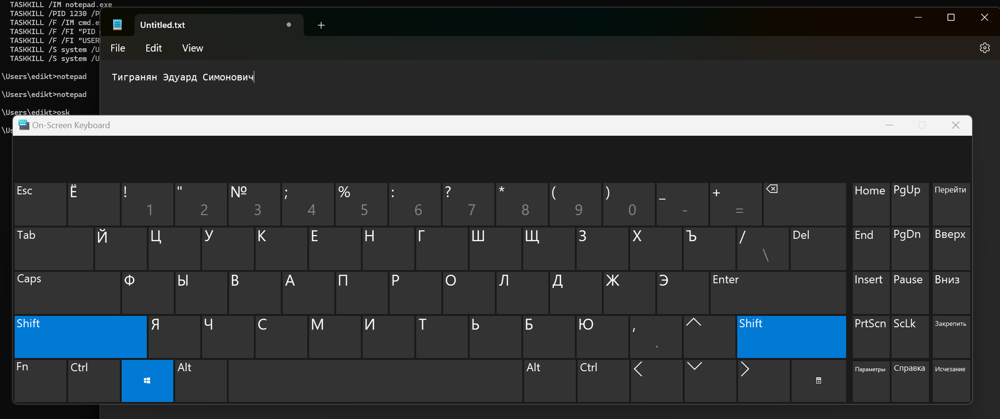 TASKKILL /IM notepad.exe
TASKKILL /PID 1230 /P
TASKKILL /F /IM cmd.e
TASKKILL /F /FI "PID
TASKKILL /F /FI "USER
TASKKILL /S system /U
TASKKILL /S system /U
\Users\edikt>notepad
\Users\edikt>notepad
\Users\edikt>osk
\Us
Untitled.txt
File Edit View
Тигранян Эдуард Симонович
On-Screen Keyboard
Esc Ё ! 1 " 2 № 3 ; 4 % 5 : 6 ? 7 * 8 ( 9 ) 0 _ - + = Home PgUp Перейти
Tab Й Ц У К Е Н Г Ш Щ З Х Ъ / \ Del End PgDn Вверх
Caps Ф Ы В А П Р О Л Д Ж Э Enter Insert Pause Вниз
Shift Я Ч С М И Т Ь Б Ю , . Shift PrtScn ScLk Закрепить
Fn Ctrl Alt Alt Ctrl Параметры Справка Исчезание